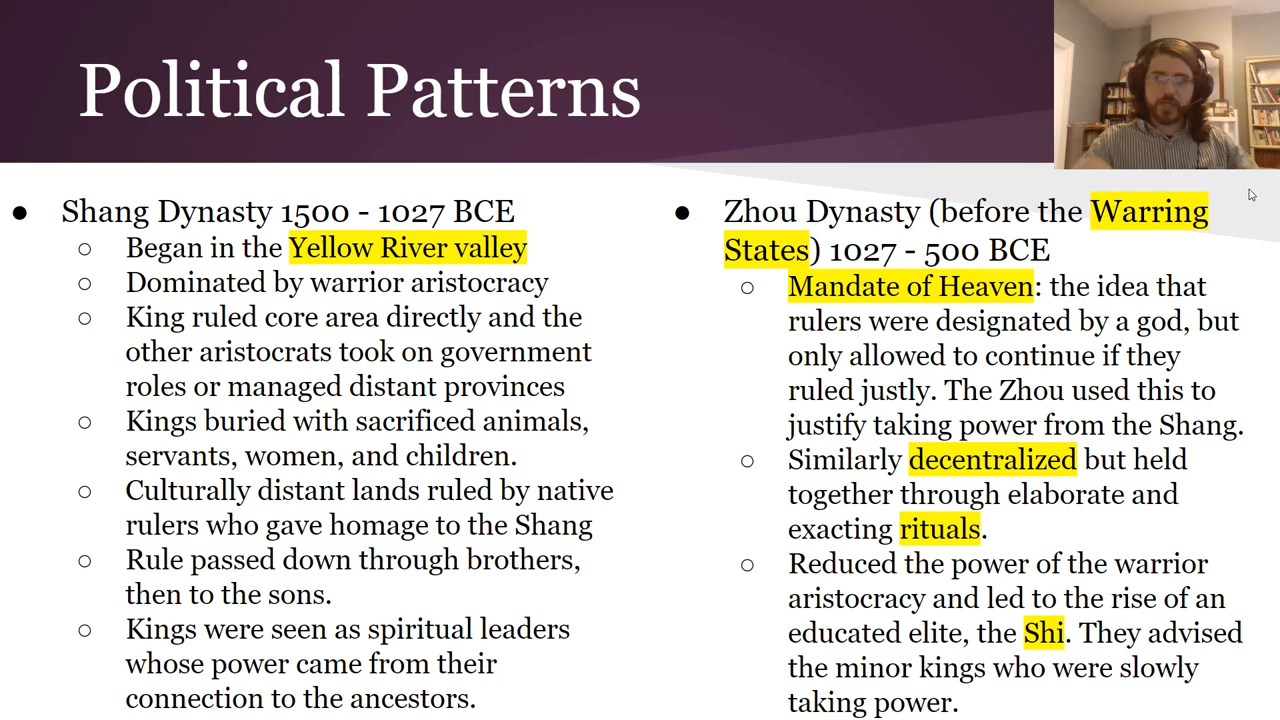 Political Patterns
● Shang Dynasty 1500 - 1027 BCE
○ Began in the Yellow River valley
○ Dominated by warrior aristocracy
○ King ruled core area directly and the
other aristocrats took on government
roles or managed distant provinces
○ Kings buried with sacrificed animals,
servants, women, and children.
○ Culturally distant lands ruled by native
rulers who gave homage to the Shang
○ Rule passed down through brothers,
then to the sons.
○ Kings were seen as spiritual leaders
whose power came from their
connection to the ancestors.
● Zhou Dynasty (before the Warring
States) 1027 - 500 BCE
○ Mandate of Heaven: the idea that
rulers were designated by a god, but
only allowed to continue if they
ruled justly. The Zhou used this to
justify taking power from the Shang.
○ Similarly decentralized but held
together through elaborate and
exacting rituals.
○ Reduced the power of the warrior
aristocracy and led to the rise of an
educated elite, the Shi. They advised
the minor kings who were slowly
taking power.